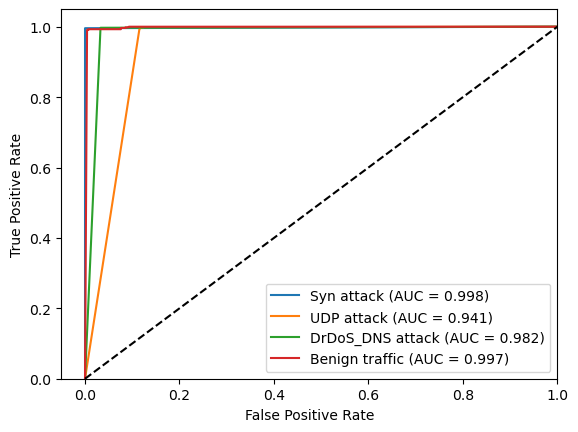 1.0
0.8
0.6
0.4
0.2
0.0
True Positive Rate
0.0 0.2 0.4 0.6 0.8 1.0
False Positive Rate
Syn attack (AUC = 0.998)
UDP attack (AUC = 0.941)
DrDoS_DNS attack (AUC = 0.982)
Benign traffic (AUC = 0.997)